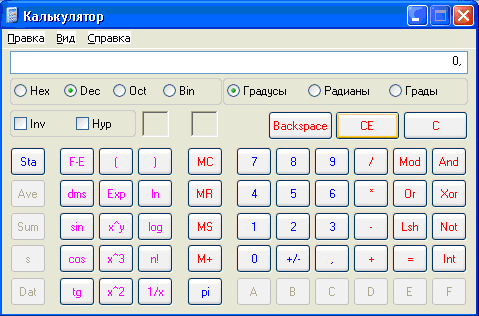 Калькулятор
Правка Вид Справка
0,
Hex Dec Oct Bin Градусы Радианы Грады
Inv Hyp Backspace CE C
Sta F-E ( ) MC 7 8 9 / Mod And
Ave dms Exp ln MR 4 5 6 * Or Xor
Sum sin x^y log MS 1 2 3 - Lsh Not
s cos x^3 n! M+ 0 +/- , + = Int
Dat tg x^2 1/x pi A B C D E F